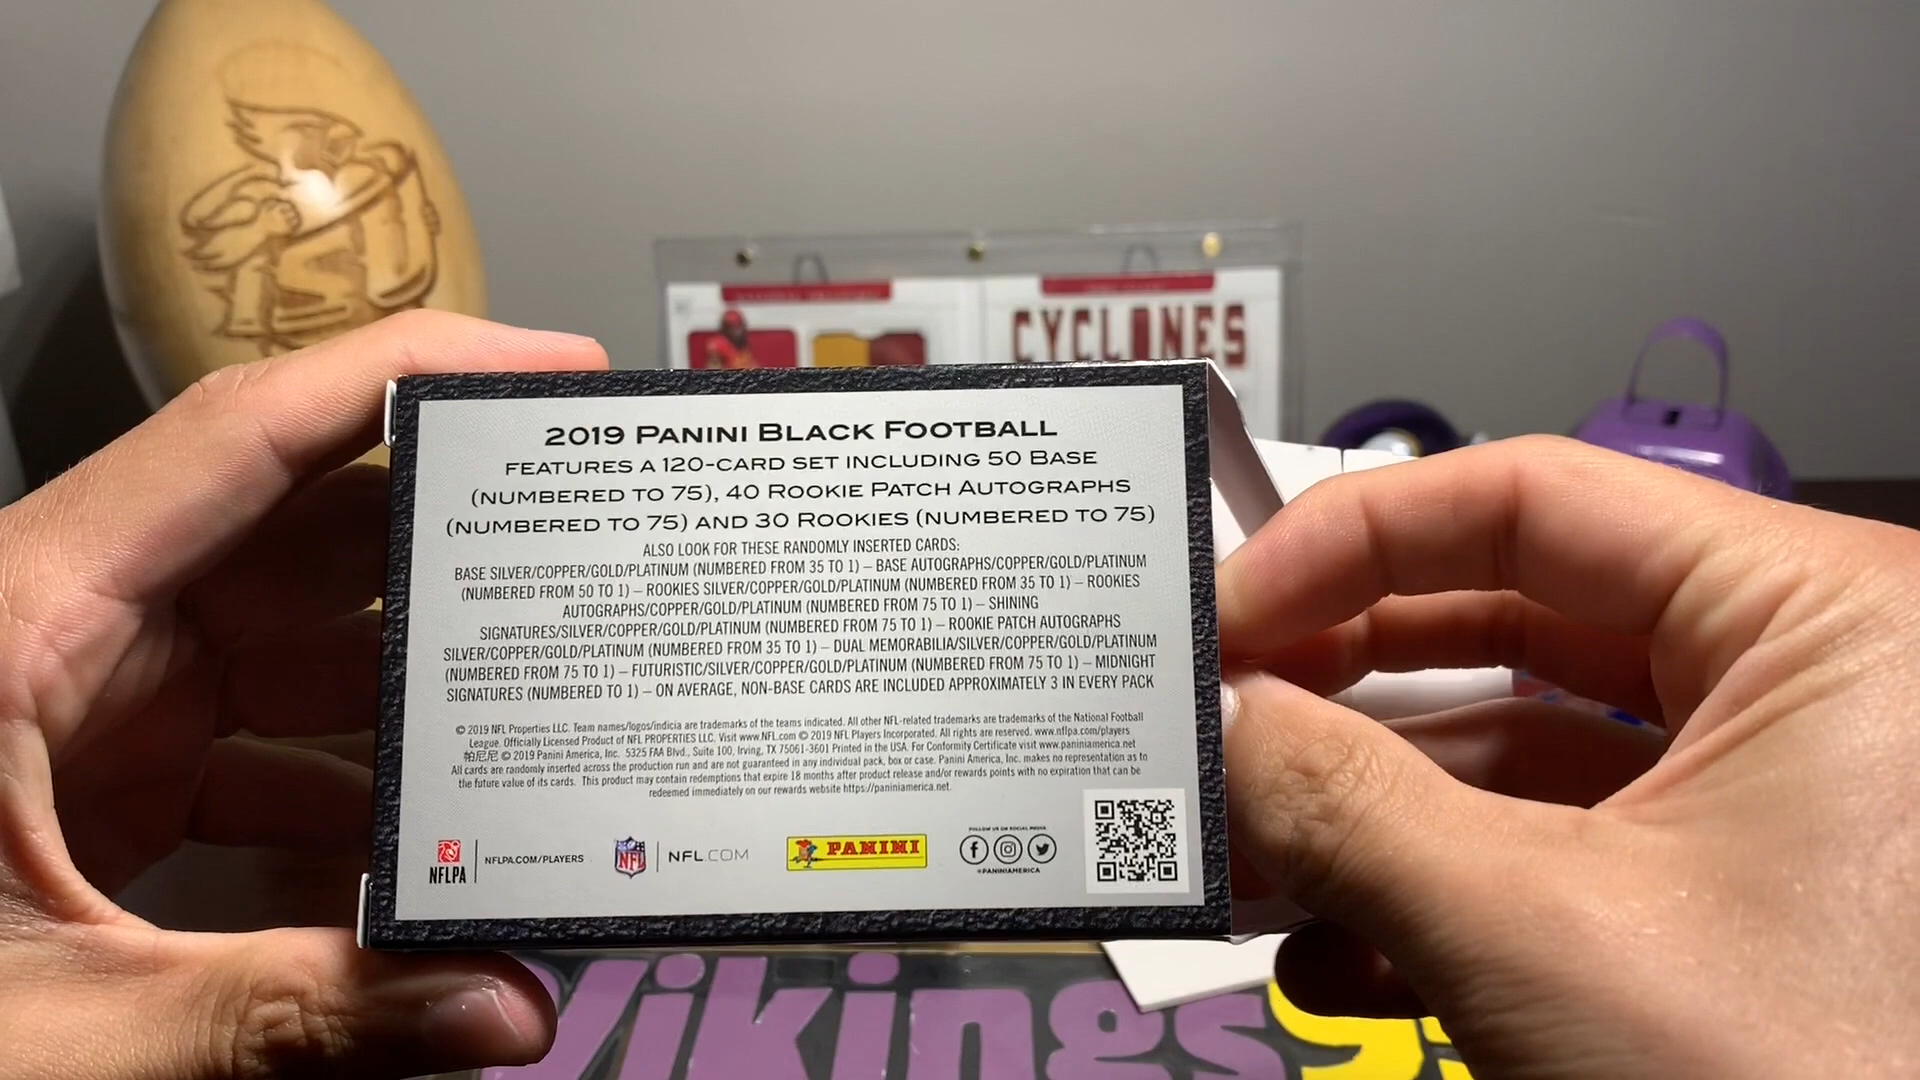 ISU
CYCLONES
2019 PANINI BLACK FOOTBALL
FEATURES A 120-CARD SET INCLUDING 50 BASE
(NUMBERED TO 75), 40 ROOKIE PATCH AUTOGRAPHS
(NUMBERED TO 75) AND 30 ROOKIES (NUMBERED TO 75)
ALSO LOOK FOR THESE RANDOMLY INSERTED CARDS:
BASE SILVER/COPPER/GOLD/PLATINUM (NUMBERED FROM 35 TO 1) – BASE AUTOGRAPHS/COPPER/GOLD/PLATINUM
(NUMBERED FROM 50 TO 1) – ROOKIES SILVER/COPPER/GOLD/PLATINUM (NUMBERED FROM 35 TO 1) – ROOKIES
AUTOGRAPHS/COPPER/GOLD/PLATINUM (NUMBERED FROM 75 TO 1) – SHINING
SIGNATURES/SILVER/COPPER/GOLD/PLATINUM (NUMBERED FROM 75 TO 1) – ROOKIE PATCH AUTOGRAPHS
SILVER/COPPER/GOLD/PLATINUM (NUMBERED FROM 35 TO 1) – DUAL MEMORABILIA/SILVER/COPPER/GOLD/PLATINUM
(NUMBERED FROM 75 TO 1) – FUTURISTIC/SILVER/COPPER/GOLD/PLATINUM (NUMBERED FROM 75 TO 1) – MIDNIGHT
SIGNATURES (NUMBERED TO 1) – ON AVERAGE, NON-BASE CARDS ARE INCLUDED APPROXIMATELY 3 IN EVERY PACK
© 2019 NFL Properties LLC. Team names/logos/indicia are trademarks of the teams indicated. All other NFL-related trademarks are trademarks of the National Football
League. Officially Licensed Product of NFL PROPERTIES LLC. Visit www.NFL.com © 2019 NFL Players Incorporated. All rights are reserved. www.nflpa.com/players
帕尼尼 © 2019 Panini America, Inc. 5325 FAA Blvd., Suite 100, Irving, TX 75061-3601 Printed in the USA. For Conformity Certificate visit www.paniniamerica.net
All cards are randomly inserted across the production run and are not guaranteed in any individual pack, box or case. Panini America, Inc. makes no representation as to
the future value of its cards. This product may contain redemptions that expire 18 months after product release and/or rewards points with no expiration that can be
redeemed immediately on our rewards website https://paniniamerica.net.
NFLPA
NFLPA.COM/PLAYERS
NFL
NFL.COM
PANINI
FOLLOW US ON SOCIAL MEDIA
@PANINIAMERICA
Vikings